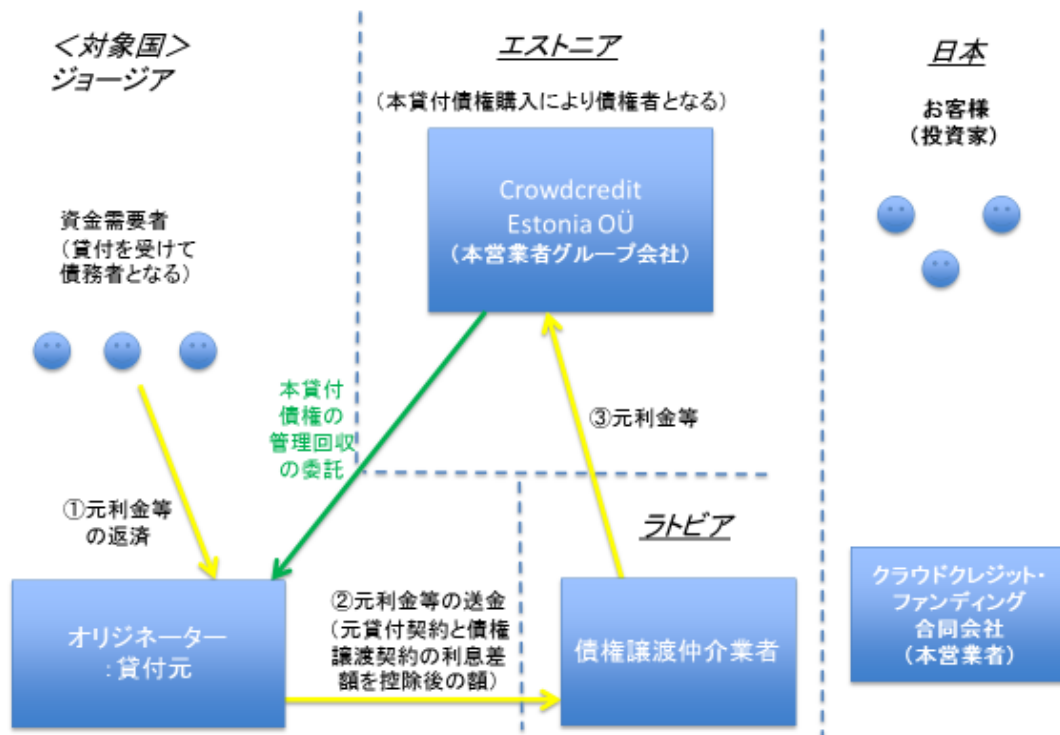 ＜対象国＞
ジョージア
資金需要者
（貸付を受けて
債務者となる）
①元利金等
の返済
オリジネーター
：貸付元
エストニア
（本貸付債権購入により債権者となる）
Crowdcredit
Estonia OÜ
（本営業者グループ会社）
本貸付
債権の
管理回収
の委託
③元利金等
②元利金等の送金
（元貸付契約と債権
譲渡契約の利息差
額を控除後の額）
ラトビア
債権譲渡仲介業者
日本
お客様
（投資家）
クラウドクレジット・
ファンディング
合同会社
（本営業者）